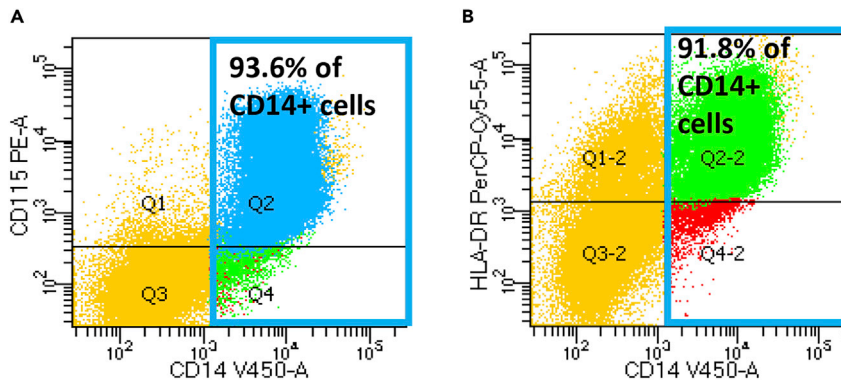 A
93.6% of
CD14+ cells
CD115 PE-A
10^5
10^4
10^3
10^2
Q1
Q2
Q3
Q4
10^2
10^3
10^4
10^5
CD14 V450-A
B
91.8% of
CD14+
cells
HLA-DR PerCP-Cy5-5-A
10^5
10^4
10^3
10^2
Q1-2
Q2-2
Q3-2
Q4-2
10^2
10^3
10^4
10^5
CD14 V450-A